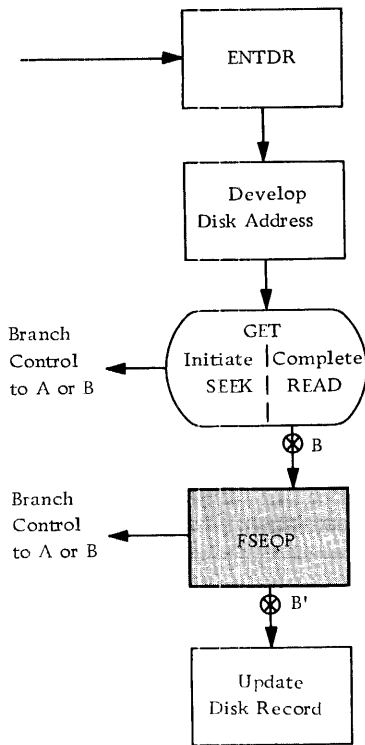 ENTDR
Develop
Disk Address
GET
Branch
Control
to A or B
Initiate Complete
SEEK READ
B
Branch
Control
to A or B
FSEQP
B'
Update
Disk Record